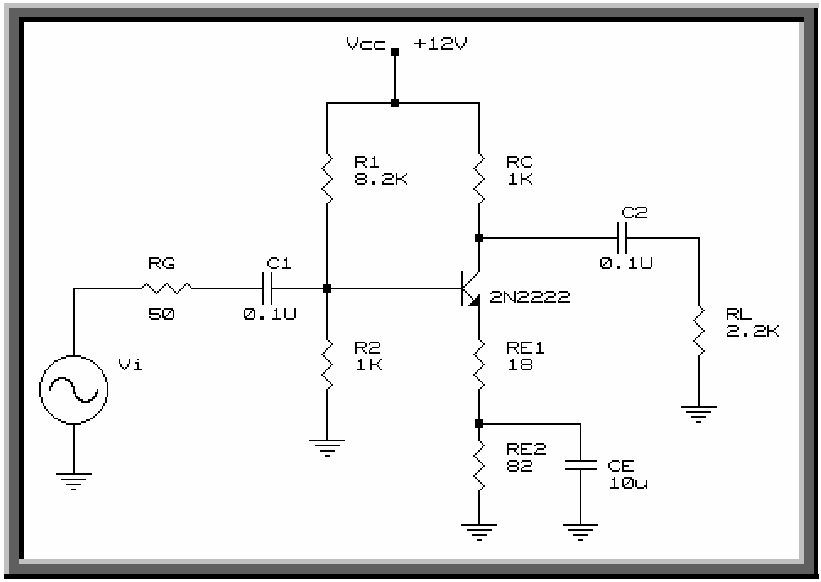 Vcc +12V
R1
8.2K
RC
1K
C2
0.1U
RG
50
C1
0.1U
2N2222
RL
2.2K
Vi
R2
1K
RE1
18
RE2
82
CE
10u